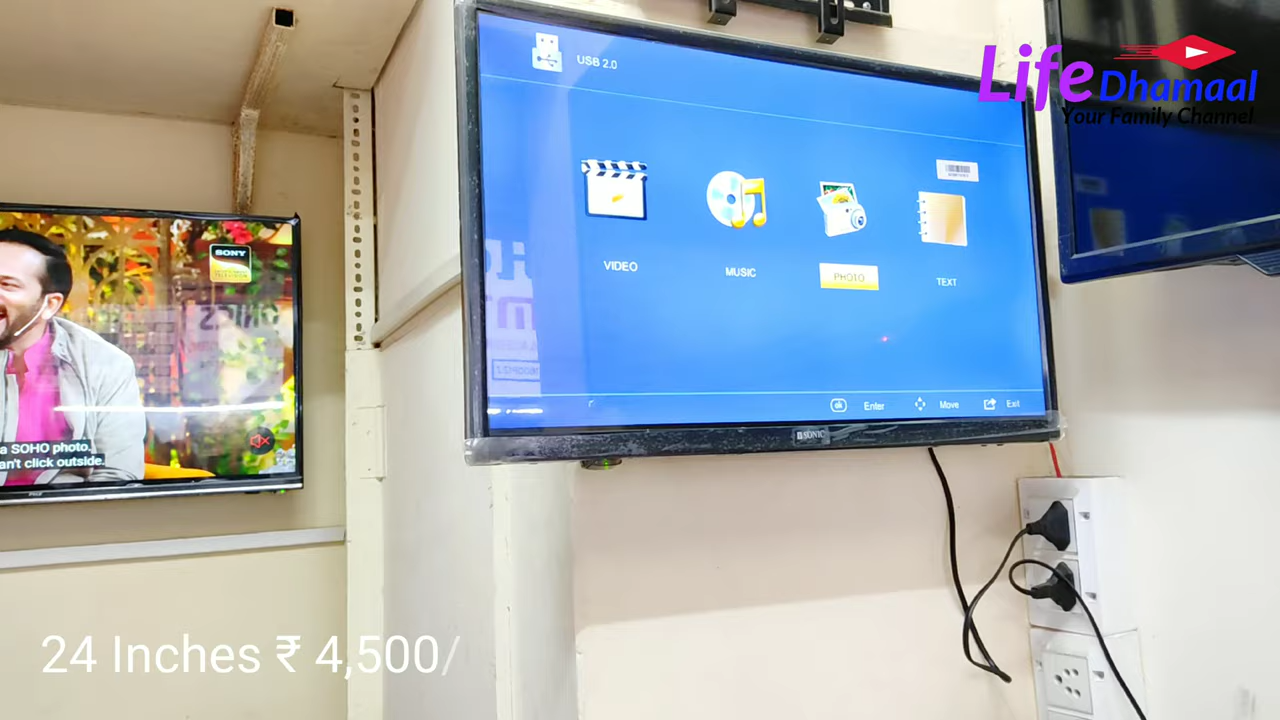 USB 2.0
VIDEO
MUSIC
PHOTO
TEXT
Enter
Move
Exit
SONIC
Life Dhamaal
Your Family Channel
SONY
a SOHO photo.
an't click outside.
24 Inches ₹ 4,500/